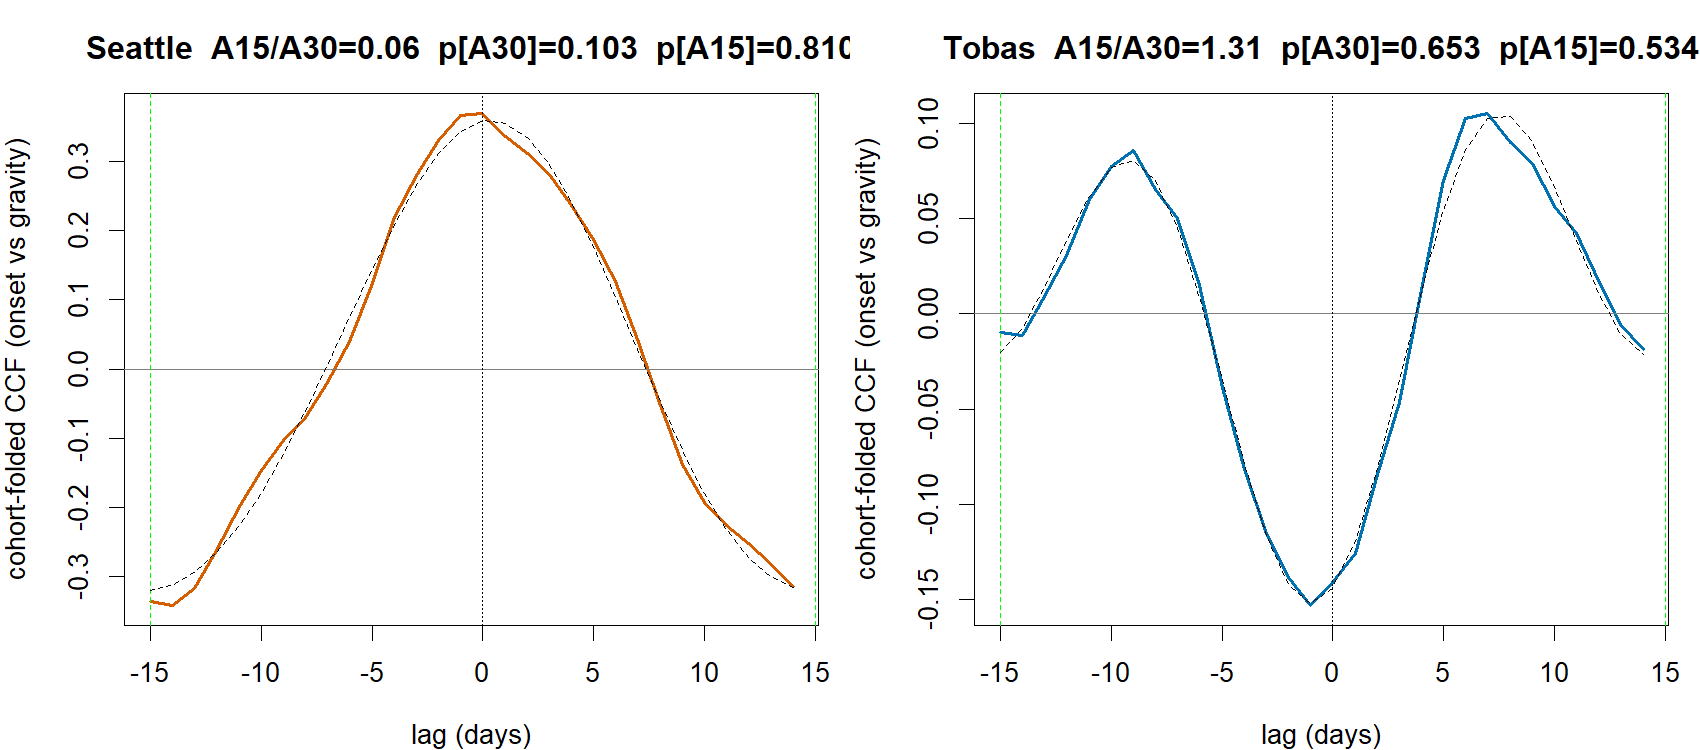 Seattle A15/A30=0.06 p[A30]=0.103 p[A15]=0.810
cohort-folded CCF (onset vs gravity)
0.3
0.2
0.1
0.0
-0.1
-0.2
-0.3
-15 -10 -5 0 5 10 15
lag (days)
Tobas A15/A30=1.31 p[A30]=0.653 p[A15]=0.534
cohort-folded CCF (onset vs gravity)
0.10
0.05
0.00
-0.05
-0.10
-0.15
-15 -10 -5 0 5 10 15
lag (days)